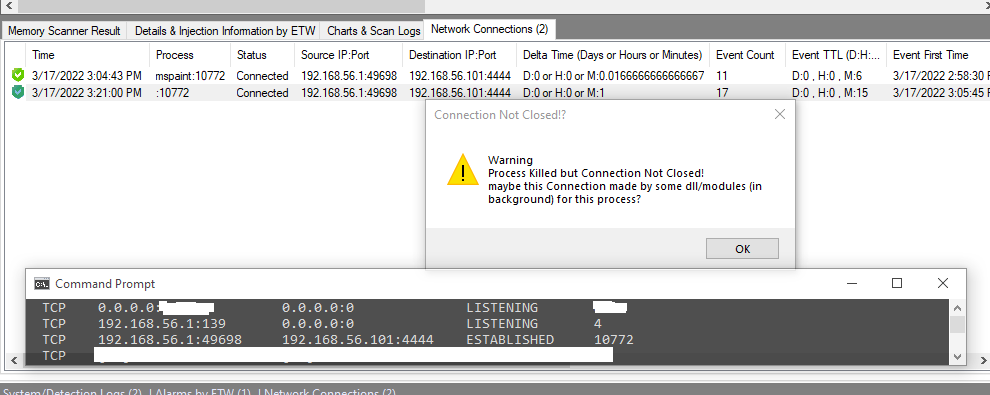 Memory Scanner Result Details & Injection Information by ETW Charts & Scan Logs Network Connections (2)
Time Process Status Source IP:Port Destination IP:Port Delta Time (Days or Hours or Minutes) Event Count Event TTL (D:H:... Event First Time
3/17/2022 3:04:43 PM mspaint:10772 Connected 192.168.56.1:49698 192.168.56.101:4444 D:0 or H:0 or M:0.0166666666666667 11 D:0 , H:0 , M:6 3/17/2022 2:58:30 P
3/17/2022 3:21:00 PM :10772 Connected 192.168.56.1:49698 192.168.56.101:4444 D:0 or H:0 or M:1 17 D:0 , H:0 , M:15 3/17/2022 3:05:45 P
Connection Not Closed!?
Warning
Process Killed but Connection Not Closed!
maybe this Connection made by some dll/modules (in
background) for this process?
OK
Command Prompt
TCP 0.0.0.0: 0.0.0.0:0 LISTENING
TCP 192.168.56.1:139 0.0.0.0:0 LISTENING 4
TCP 192.168.56.1:49698 192.168.56.101:4444 ESTABLISHED 10772
TCP
System/Detection Logs (2) | Alarms by ETW (1) | Network Connections (2)